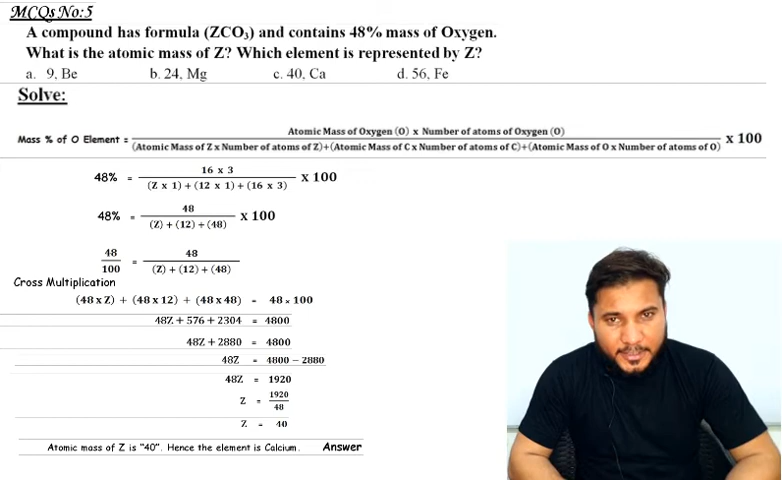 MCQs No:5
A compound has formula (ZCO₃) and contains 48% mass of Oxygen.
What is the atomic mass of Z? Which element is represented by Z?
a. 9, Be b. 24, Mg c. 40, Ca d. 56, Fe
Solve:
Mass % of O Element = Atomic Mass of Oxygen (O) x Number of atoms of Oxygen (O) / (Atomic Mass of Z x Number of atoms of Z)+(Atomic Mass of C x Number of atoms of C)+(Atomic Mass of O x Number of atoms of O) x 100
48% = 16 x 3 / (Z x 1) + (12 x 1) + (16 x 3) x 100
48% = 48 / (Z) + (12) + (48) x 100
48 / 100 = 48 / (Z) + (12) + (48)
Cross Multiplication
(48 x Z) + (48 x 12) + (48 x 48) = 48 × 100
48Z + 576 + 2304 = 4800
48Z + 2880 = 4800
48Z = 4800 − 2880
48Z = 1920
Z = 1920 / 48
Z = 40
Atomic mass of Z is "40". Hence the element is Calcium. Answer